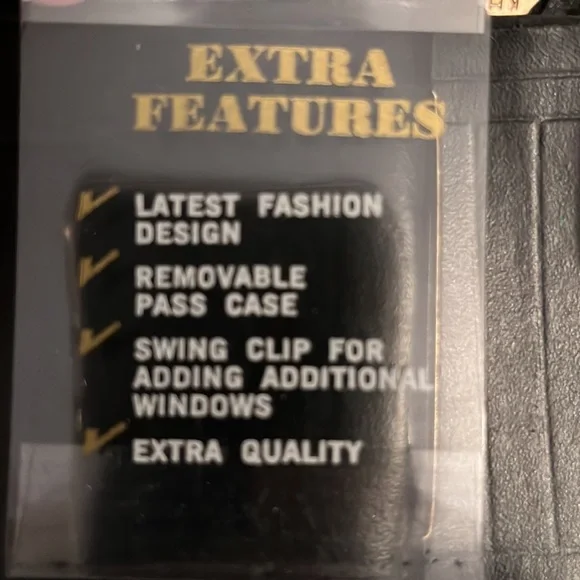 EXTRA
FEATURES
LATEST FASHION
DESIGN
REMOVABLE
PASS CASE
SWING CLIP FOR
ADDING ADDITIONAL
WINDOWS
EXTRA QUALITY